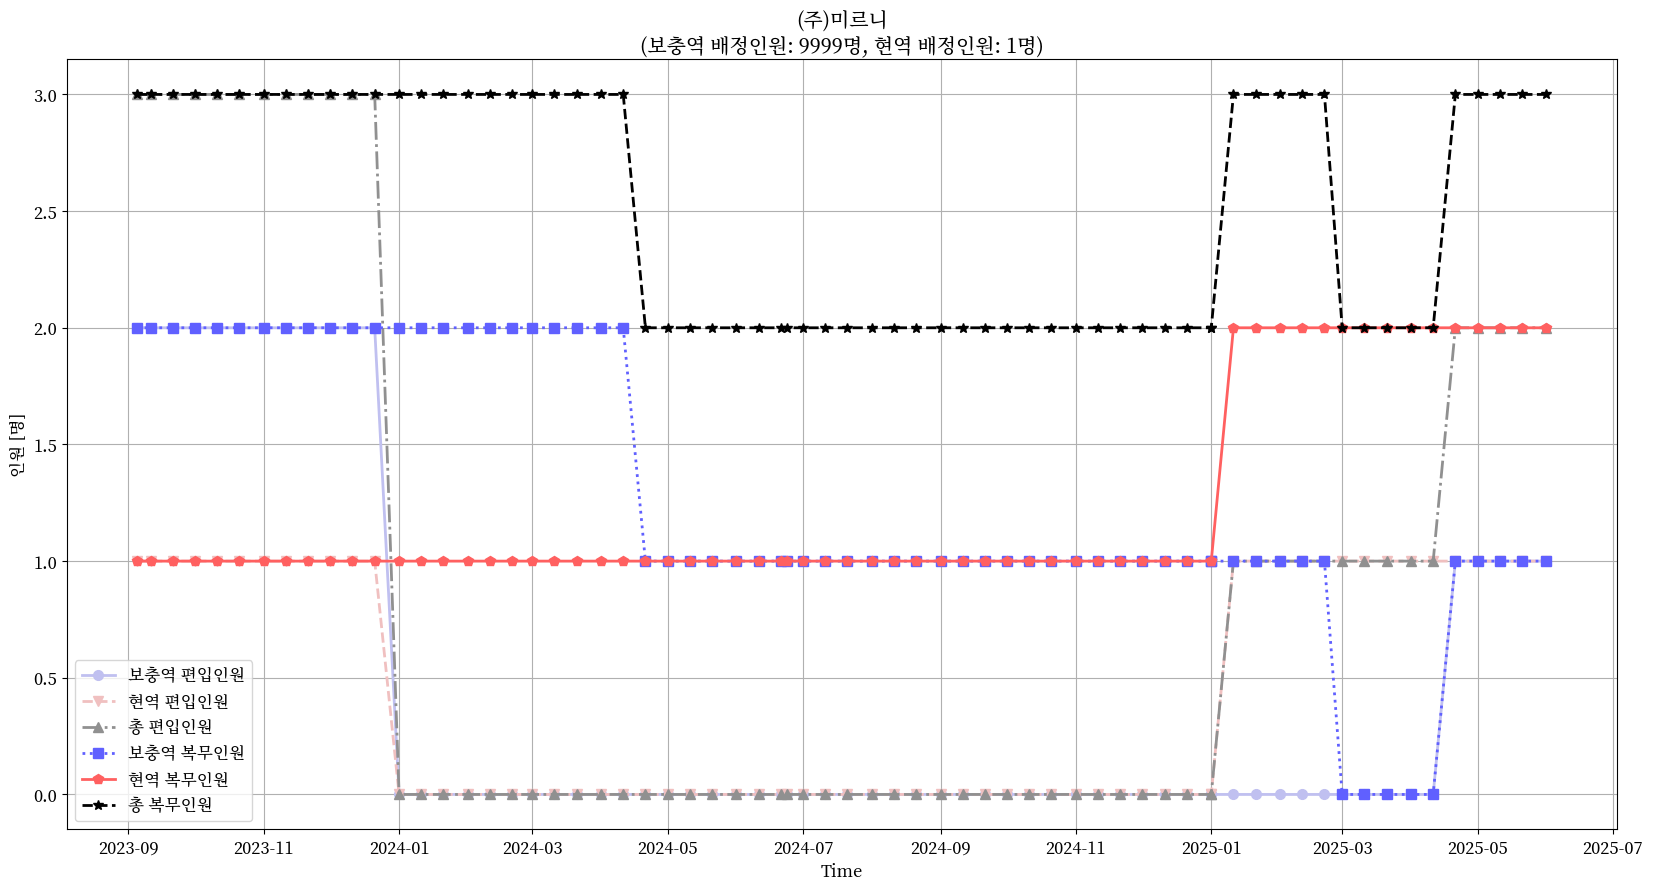 (주)미르니
(보충역 배정인원: 9999명, 현역 배정인원: 1명)
인원 [명]
3.0
2.5
2.0
1.5
1.0
0.5
0.0
보충역 편입인원
현역 편입인원
총 편입인원
보충역 복무인원
현역 복무인원
총 복무인원
2023-09 2023-11 2024-01 2024-03 2024-05 2024-07 2024-09 2024-11 2025-01 2025-03 2025-05 2025-07
Time